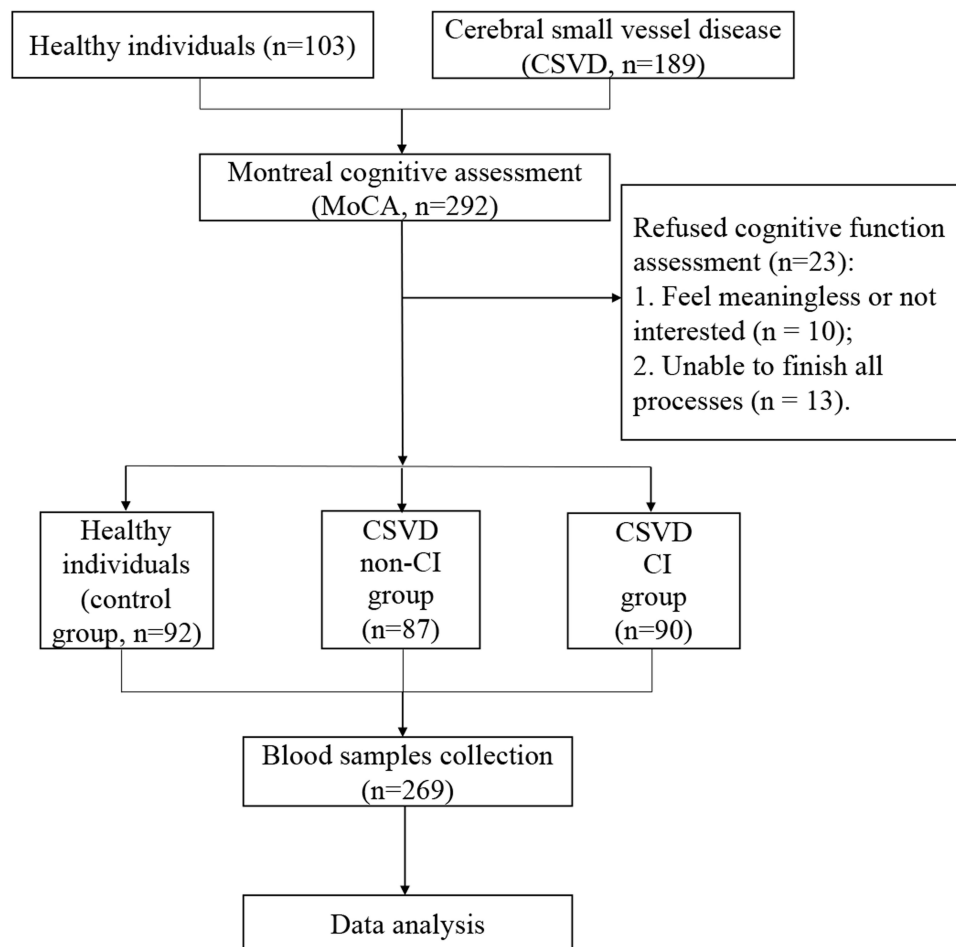 Healthy individuals (n=103)
Cerebral small vessel disease
(CSVD, n=189)
Montreal cognitive assessment
(MoCA, n=292)
Refused cognitive function
assessment (n=23):
1. Feel meaningless or not
interested (n = 10);
2. Unable to finish all
processes (n = 13).
Healthy
individuals
(control
group, n=92)
CSVD
non-CI
group
(n=87)
CSVD
CI
group
(n=90)
Blood samples collection
(n=269)
Data analysis